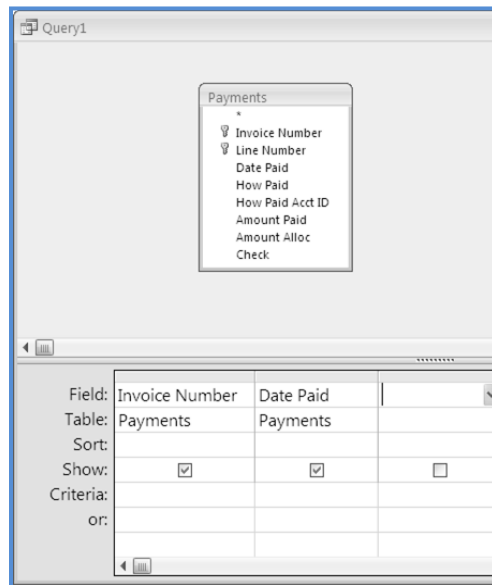 Query1
Payments
*
Invoice Number
Line Number
Date Paid
How Paid
How Paid Acct ID
Amount Paid
Amount Alloc
Check
Field: Invoice Number Date Paid
Table: Payments Payments
Sort:
Show:
Criteria:
or: